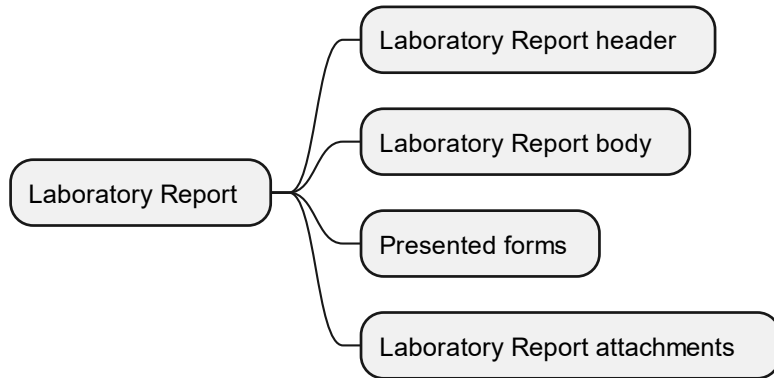 Laboratory Report header
Laboratory Report body
Laboratory Report
Presented forms
Laboratory Report attachments